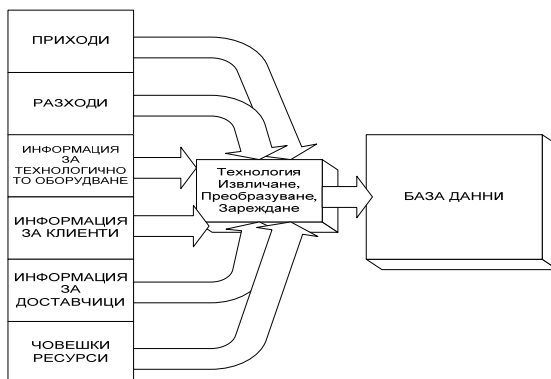 ПРИХОДИ
РАЗХОДИ
ИНФОРМАЦИЯ
ЗА
ТЕХНОЛОГИЧНО
ТО ОБОРУДВАНЕ
ИНФОРМАЦИЯ
ЗА КЛИЕНТИ
ИНФОРМАЦИЯ
ЗА
ДОСТАВЧИЦИ
ЧОВЕШКИ
РЕСУРСИ
Технология
Извличане,
Преобразуване,
Зареждане
БАЗА ДАННИ